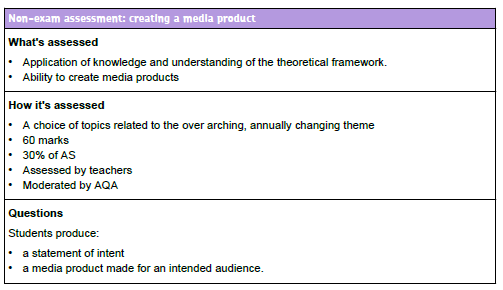 Non-exam assessment: creating a media product
What's assessed
• Application of knowledge and understanding of the theoretical framework.
• Ability to create media products
How it's assessed
• A choice of topics related to the over arching, annually changing theme
• 60 marks
• 30% of AS
• Assessed by teachers
• Moderated by AQA
Questions
Students produce:
• a statement of intent
• a media product made for an intended audience.